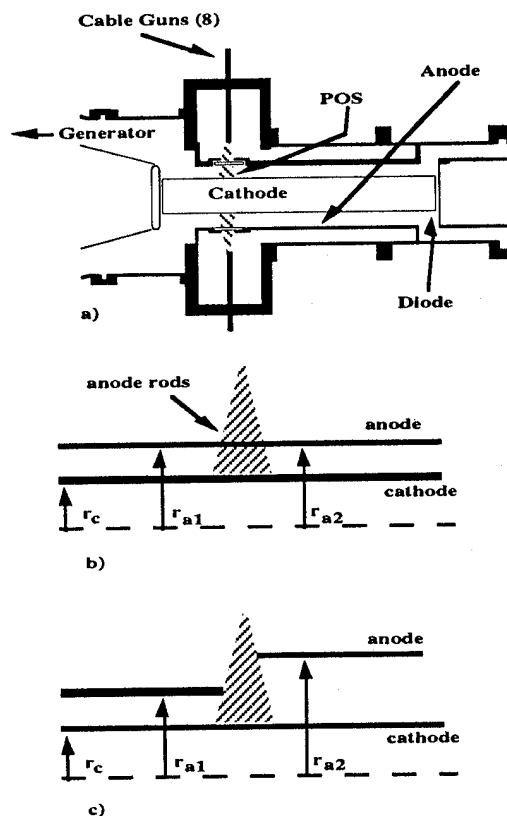 Cable Guns (8)
Anode
POS
Generator
Cathode
Diode
a)
anode rods
anode
cathode
r_c
r_a1
r_a2
b)
anode
cathode
r_c
r_a1
r_a2
c)